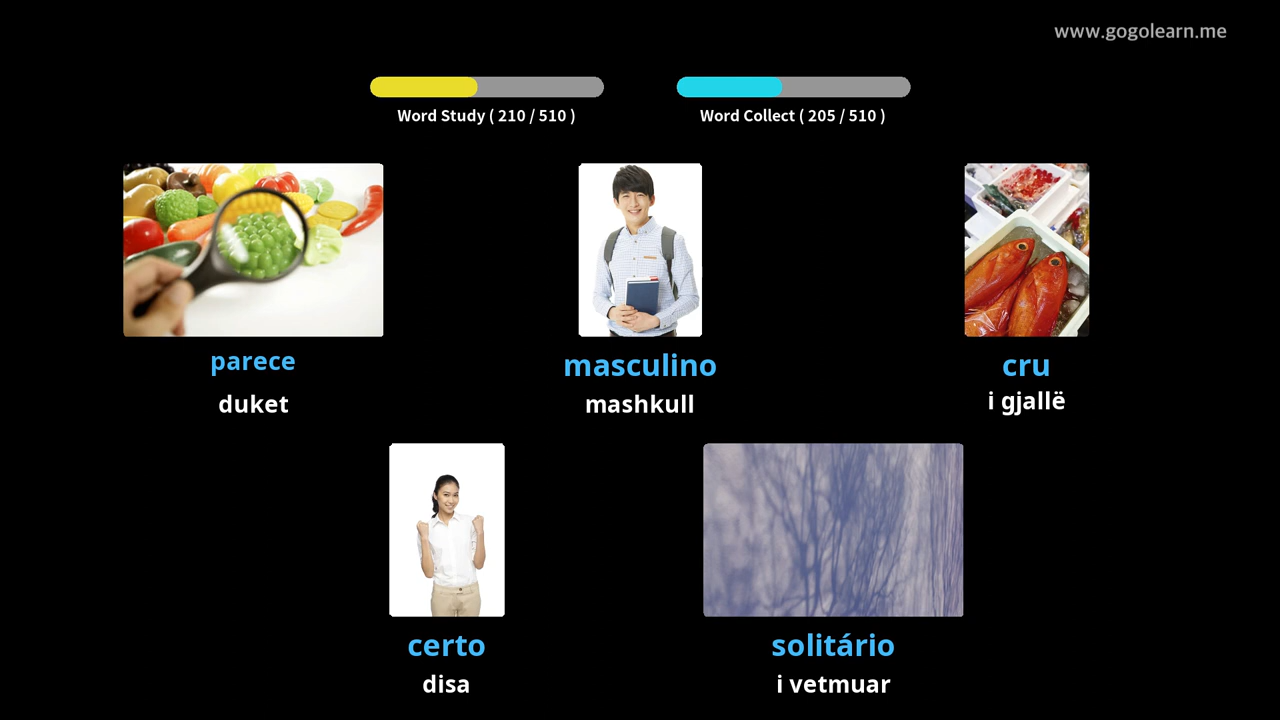 www.gogolearn.me
Word Study ( 210 / 510 )
Word Collect ( 205 / 510 )
parece
duket
masculino
mashkull
cru
i gjallë
certo
disa
solitário
i vetmuar